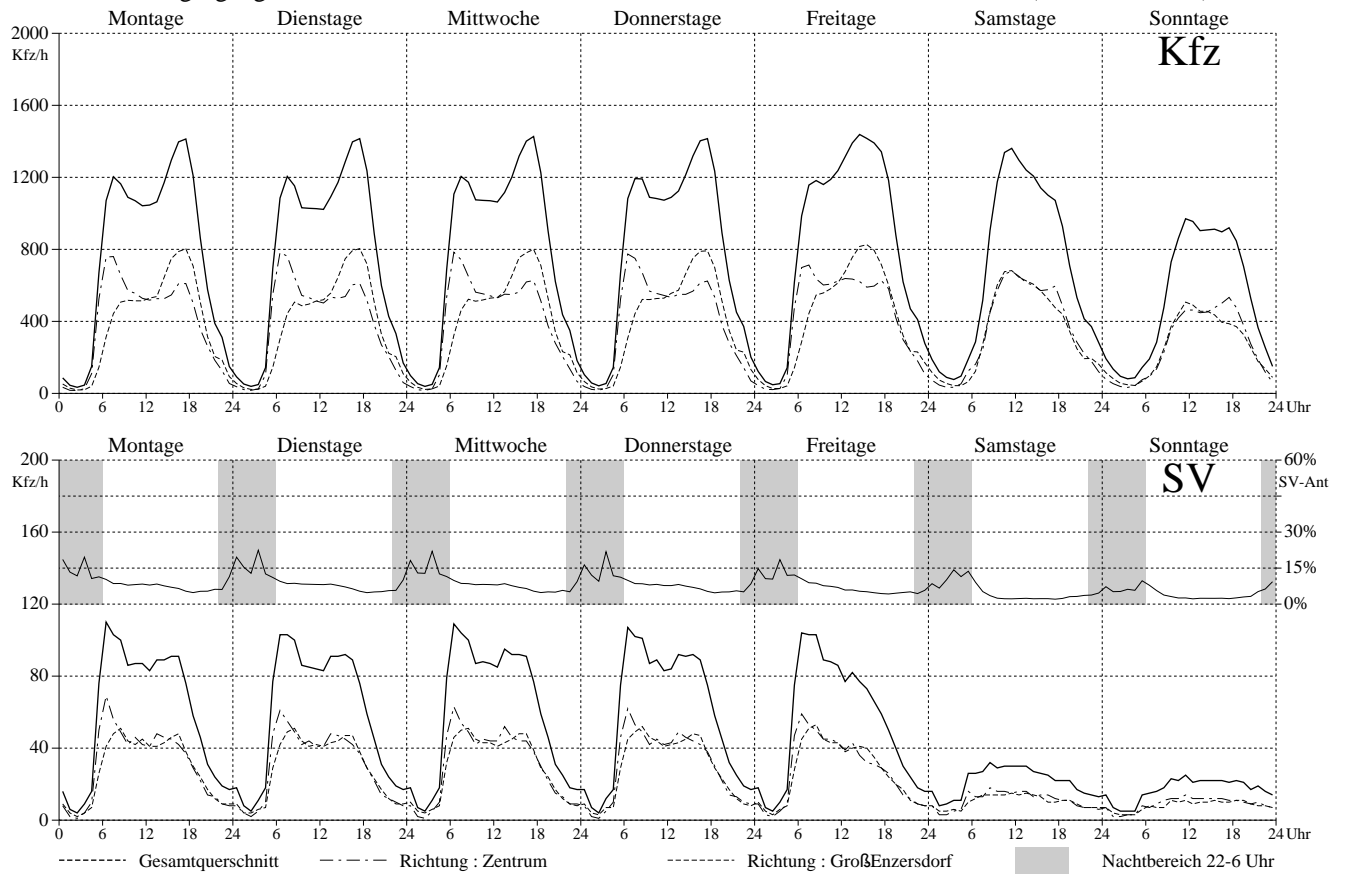 Montage Dienstage Mittwoche Donnerstage Freitage Samstage Sonntage
2000
Kfz/h
Kfz
1600
1200
800
400
0
0 6 12 18 24 6 12 18 24 6 12 18 24 6 12 18 24 6 12 18 24 6 12 18 24 6 12 18 24 Uhr
Montage Dienstage Mittwoche Donnerstage Freitage Samstage Sonntage
200 60%
Kfz/h SV-Ant
SV
160 30%
15%
120 0%
80
40
0
0 6 12 18 24 6 12 18 24 6 12 18 24 6 12 18 24 6 12 18 24 6 12 18 24 6 12 18 24 Uhr
Gesamtquerschnitt Richtung : Zentrum Richtung : GroßEnzersdorf Nachtbereich 22-6 Uhr